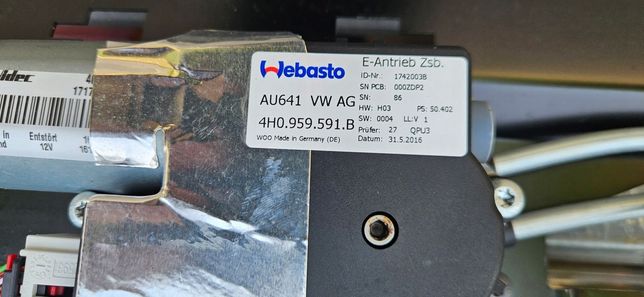 Webasto
E-Antrieb Zsb.
ID-Nr.: 1742003B
SN PCB: 000ZDP2
SN: 86
AU641 VW AG
HW: H03 PS: 50.402
4H0.959.591.B
SW: 0004 LL:V 1
Prüfer: 27 QPU3
WOO Made in Germany (DE)
Datum: 31.5.2016
Entstört
12V